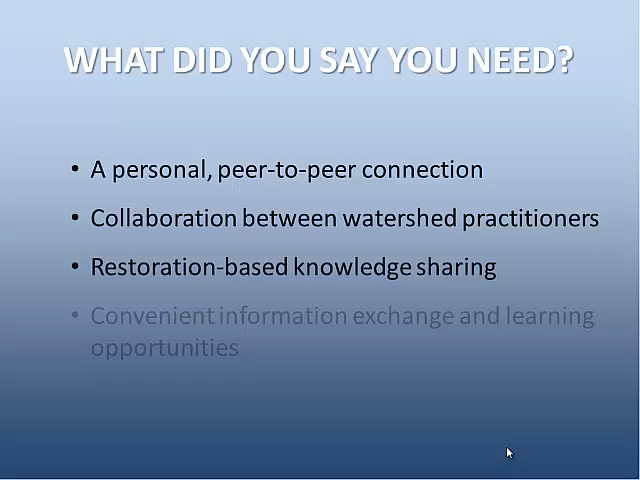 WHAT DID YOU SAY YOU NEED?
• A personal, peer-to-peer connection
• Collaboration between watershed practitioners
• Restoration-based knowledge sharing
• Convenient information exchange and learning
opportunities